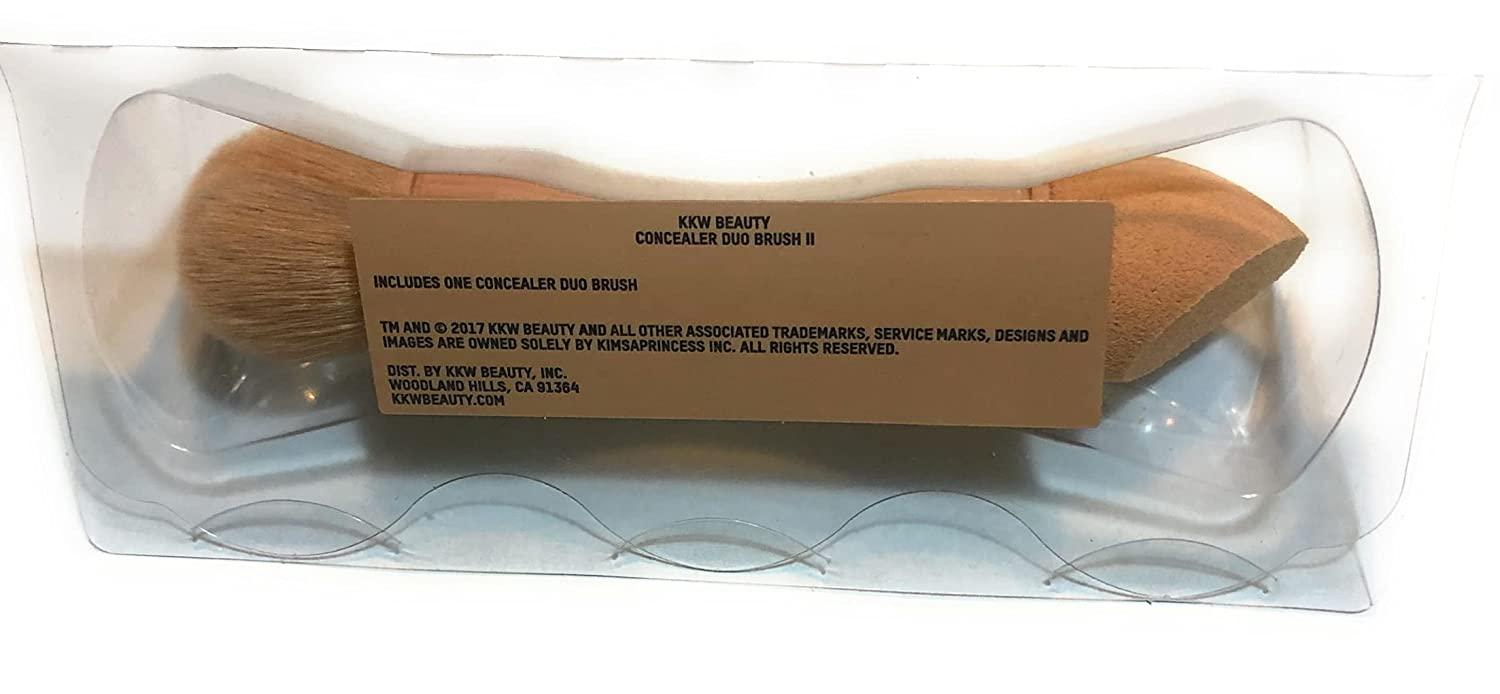 KKW BEAUTY
CONCEALER DUO BRUSH II
INCLUDES ONE CONCEALER DUO BRUSH
TM AND © 2017 KKW BEAUTY AND ALL OTHER ASSOCIATED TRADEMARKS, SERVICE MARKS, DESIGNS AND
IMAGES ARE OWNED SOLELY BY KIMSAPRINCESS INC. ALL RIGHTS RESERVED.
DIST. BY KKW BEAUTY, INC.
WOODLAND HILLS, CA 91364
KKWBEAUTY.COM